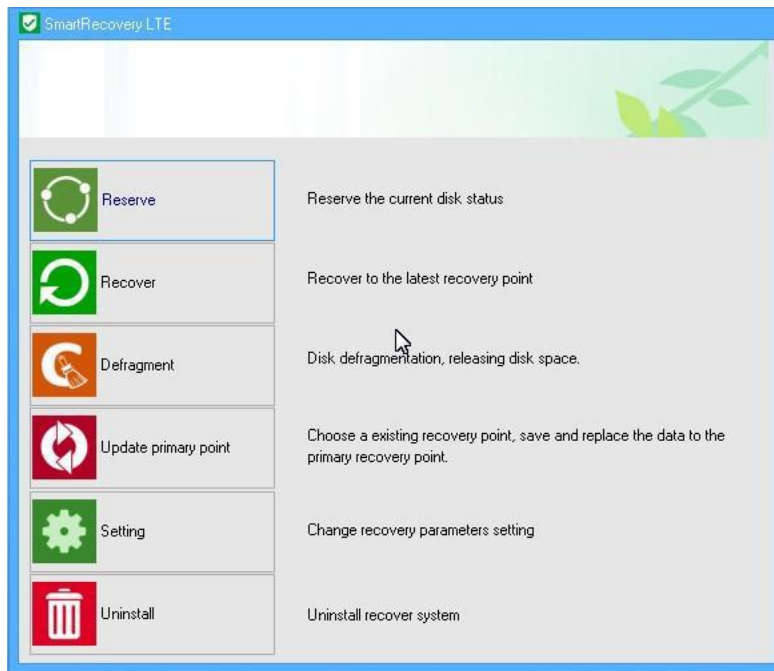 SmartRecovery LTE
Reserve
Reserve the current disk status
Recover
Recover to the latest recovery point
Defragment
Disk defragmentation, releasing disk space.
Update primary point
Choose a existing recovery point, save and replace the data to the
primary recovery point.
Setting
Change recovery parameters setting
Uninstall
Uninstall recover system